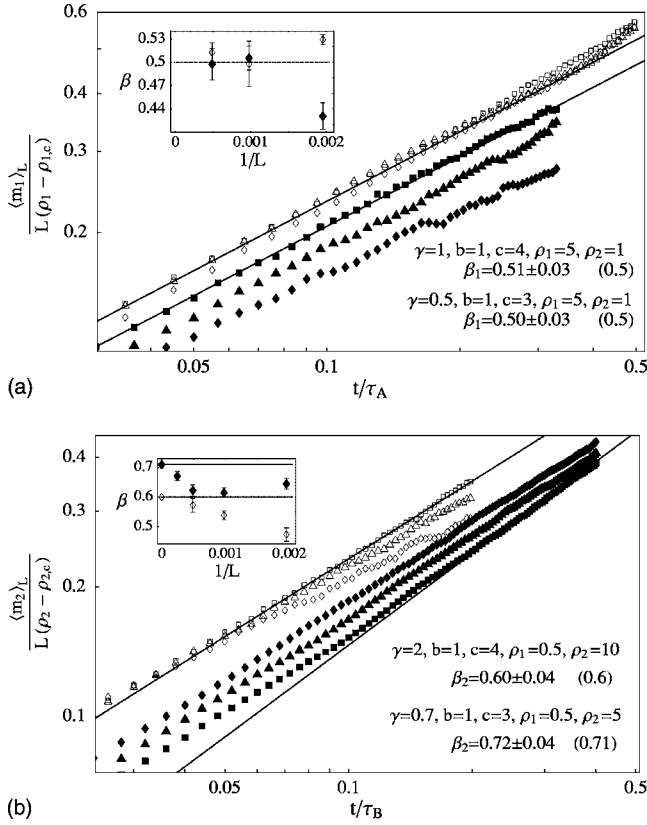 0.6
0.4
0.3
0.2
⟨m₁⟩_L
L (ρ₁ − ρ₁,c)
0.53
0.5
0.47
0.44
β
0 0.001 0.002
1/L
γ=1, b=1, c=4, ρ₁=5, ρ₂=1
β₁=0.51±0.03 (0.5)
γ=0.5, b=1, c=3, ρ₁=5, ρ₂=1
β₁=0.50±0.03 (0.5)
0.05 0.1 0.5
t/τ_A
(a)
0.4
0.3
0.2
0.1
⟨m₂⟩_L
L (ρ₂ − ρ₂,c)
0.7
0.6
0.5
β
0 0.001 0.002
1/L
γ=2, b=1, c=4, ρ₁=0.5, ρ₂=10
β₂=0.60±0.04 (0.6)
γ=0.7, b=1, c=3, ρ₁=0.5, ρ₂=5
β₂=0.72±0.04 (0.71)
0.05 0.1 0.5
t/τ_B
(b)